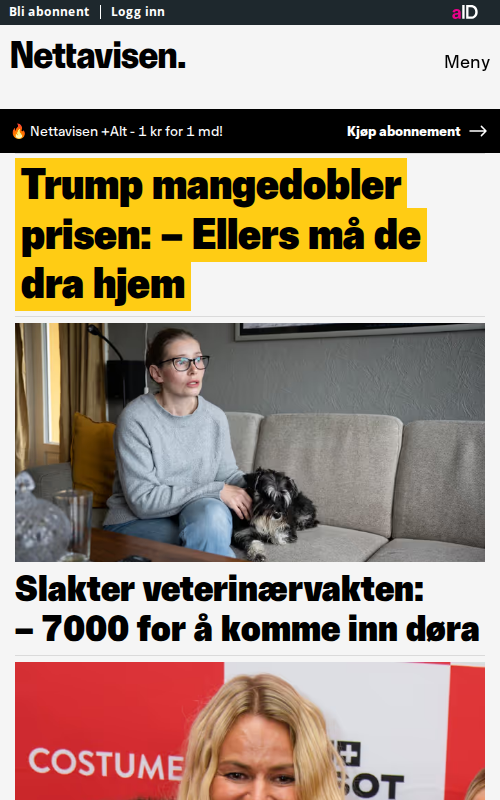 Bli abonnent | Logg inn
aID
Nettavisen.
Meny
🔥 Nettavisen +Alt - 1 kr for 1 md!
Kjøp abonnement →
Trump mangedobler
prisen: – Ellers må de
dra hjem
Slakter veterinærvakten:
– 7000 for å komme inn døra
COSTUME